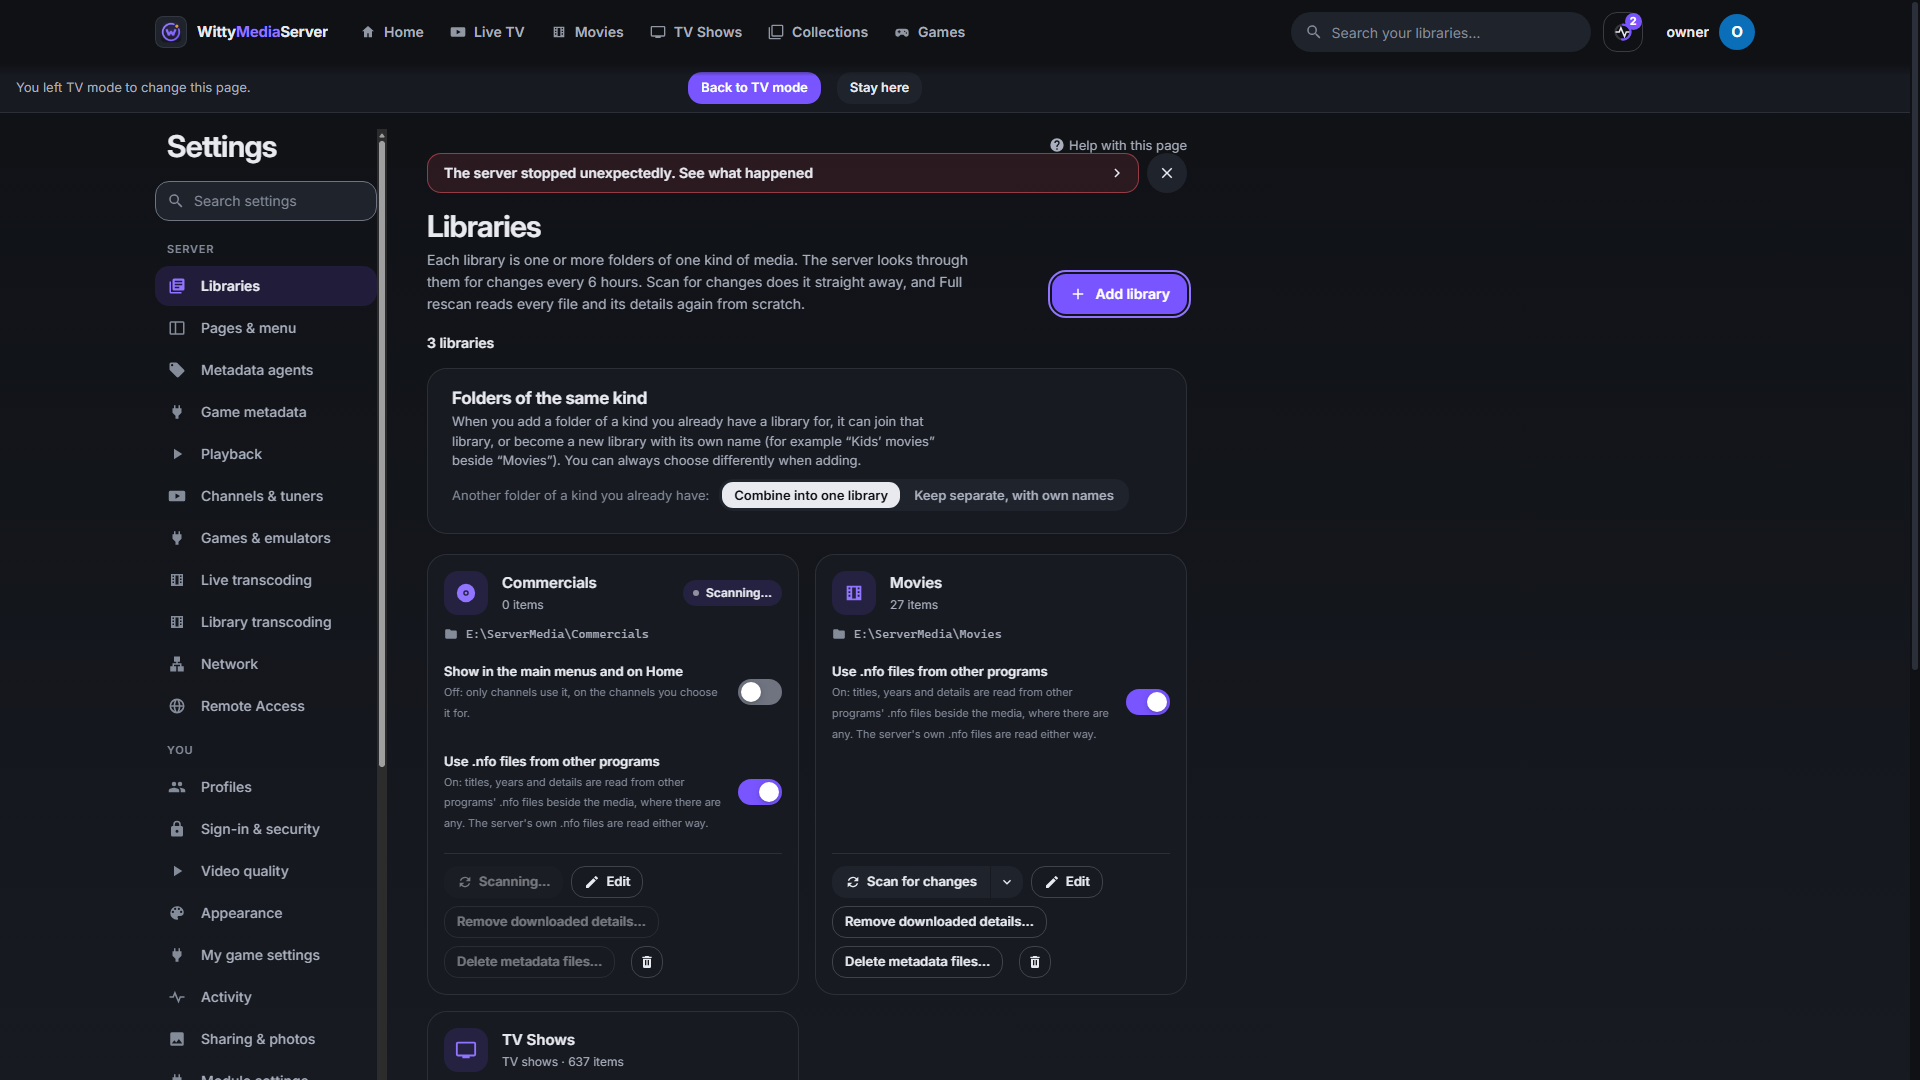 WittyMediaServer
Home
Live TV
Movies
TV Shows
Collections
Games
Search your libraries...
2
owner
O
You left TV mode to change this page.
Back to TV mode
Stay here
Settings
Search settings
SERVER
Libraries
Pages & menu
Metadata agents
Game metadata
Playback
Channels & tuners
Games & emulators
Live transcoding
Library transcoding
Network
Remote Access
YOU
Profiles
Sign-in & security
Video quality
Appearance
My game settings
Activity
Sharing & photos
Module settings
Help with this page
The server stopped unexpectedly. See what happened
Libraries
Each library is one or more folders of one kind of media. The server looks through
them for changes every 6 hours. Scan for changes does it straight away, and Full
rescan reads every file and its details again from scratch.
Add library
3 libraries
Folders of the same kind
When you add a folder of a kind you already have a library for, it can join that
library, or become a new library with its own name (for example “Kids’ movies”
beside “Movies”). You can always choose differently when adding.
Another folder of a kind you already have:
Combine into one library
Keep separate, with own names
Commercials
0 items
Scanning...
E:\ServerMedia\Commercials
Show in the main menus and on Home
Off: only channels use it, on the channels you choose
it for.
Use .nfo files from other programs
On: titles, years and details are read from other
programs' .nfo files beside the media, where there are
any. The server's own .nfo files are read either way.
Scanning...
Edit
Remove downloaded details...
Delete metadata files...
Movies
27 items
E:\ServerMedia\Movies
Use .nfo files from other programs
On: titles, years and details are read from other
programs' .nfo files beside the media, where there are
any. The server's own .nfo files are read either way.
Scan for changes
Edit
Remove downloaded details...
Delete metadata files...
TV Shows
TV shows · 637 items